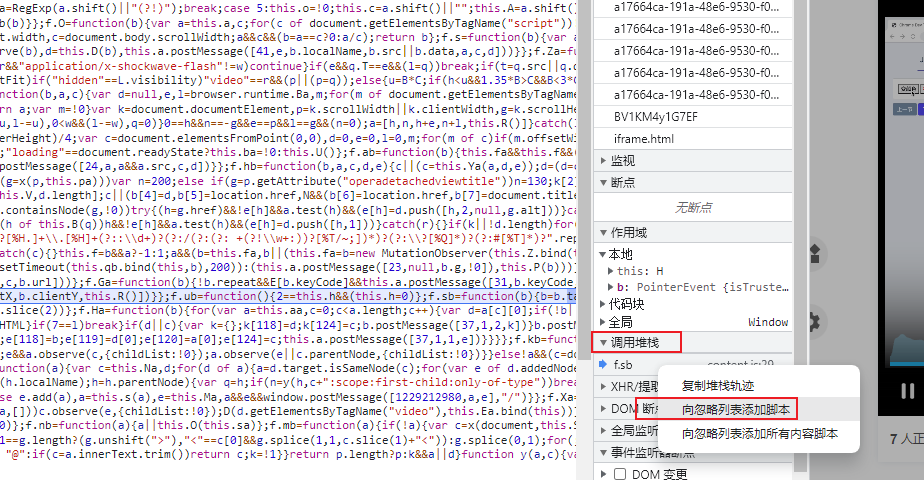 a=RegExp(a.shift()||"(?!)");break;case 5:this.o=!0;this.c=a.shift()||"";this.A=a.shift()
)}}};f.O=function(b){var a=this.a,c;for(c of document.getElementsByTagName("script"))
t.width,c=document.body.scrollWidth;a&&c&&(b=a==c?0:a/c);return b};f.s=function(b){var a
erve(b),d=this.D(b),this.a.postMessage([41,e,b.localName,b.src||b.data,a,c,d])}};f.Za=f
r&&"application/x-shockwave-flash"!=w)continue}if(e&&q.T==e&&(l=q))break;if(t=q.src||q.d
tFit)if("hidden"==L.visibility)"video"==r&&(p||(p=q));else{u=B*C;if(h<u&&1.35*B>C&&B<3*C
unction(b,a,c){var d=null,e,l=browser.runtime.Ba,m;for(m of document.getElementsByTagNam
rn a;var m=!0}var k=document.documentElement,p=k.scrollWidth||k.clientWidth,g=k.scrollHe
u,l-=u),0<w&&(l-=w),q=0)}0==h&&n==-g&&e==p&&l==g&&(n=0);a=[h,n,h+e,n+l,this.R()]}catch(
erHeight)/4;var c=document.elementsFromPoint(0,0),d=0,e=0,l=0,m;for(m of c)if(m.offsetWi
;"loading"==document.readyState?this.ba=!0:this.U()};f.ab=function(b){this.fa&&this.f&&
postMessage([24,a,a&&a.src,c,d])}};f.hb=function(b,a,c,d,e){c||(c=this.Ya(a,d,e));d=(d=c
(g=x(p,this.pa)))var n=200;else if(g=p.getAttribute("operadetachedviewtitle"))n=130;k[2]
this.V,d.length];c||(b[4]=d,b[5]=location.href,N&&(b[6]=location.href,b[7]=document.titl
.containsNode(g,!0))try{(h=g.href)&&!e[h]&&a.test(h)&&(e[h]=d.push([h,2,null,g.alt]))}ca
(h of this.B(q))h&&!e[h]&&a.test(h)&&(e[h]=d.push([h,1]))}catch(r){}if(k||!d.length)for(
?[%H.]+\\.[%H]+(?::\\d+)?(?:/(?:(?: +(?!\\w+:))?[%T/~;])*)?(?:\\?[%Q]*)?(?:#[%T]*)?".rep
atch(c){}this.f=b&&a?-1:1;a&&(b=this.fa,b||(this.fa=b=new MutationObserver(this.Z.bind(t
setTimeout(this.qb.bind(this,b),200)):(this.a.postMessage([23,null,b.g,!0]),this.P(b)))]
,c,b.url))};f.Ga=function(b){!b.repeat&&E[b.keyCode]&&this.a.postMessage([31,b.keyCode,
tX,b.clientY,this.R()])}};f.ub=function(){2==this.h&&(this.h=0)};f.sb=function(b){b=b.ta
.slice(2))};f.Ha=function(b){for(var a=this.aa,c=0;c<a.length;c++){var d=a[c][0];if(!b|
HTML)if(7==l)break}if(d||c){var k={};k[118]=d;k[124]=c;b.postMessage([37,1,2,k])}b.postM
;e[118]=b;e[119]=d[0];e[120]=a[0];e[124]=c;this.a.postMessage([37,1,1,e])}}}};f.kb=funct
;e&&a.observe(c,{childList:!0});a.observe(e||c.parentNode,{childList:!0})}else!a&&(c=do
unction(a){var c=this.Na,d;for(d of a)d=d.target,this.isSameNode(c);for(var e of d.addedNode
(h.localName);h=h.parentNode){var q=h;if(n=y(h,c+":scope:first-child:only-of-type"))break
se e.add(a),a=this.s(a),e=this.Ma,a&&e&&window.postMessage([1229212980,a,e],"/")}};f.Xa=
a,[]))c.observe(e,{childList:!0});D(d.getElementsByTagName("video"),this.Ea.bind(this))
)};f.nb=function(a){a||this.O(this.sa)};f.mb=function(a){if(!a){var c=x(document,this.S
1==g.length?(g.unshift(">"),"<"==c[0]&&g.splice(1,1,c.slice(1)+"<")):g.splice(0,1);for(
"@":if(c=a.innerText.trim())return c;k=!1}}return p.length?p:k&&a||d}function y(a,c){va
a17664ca-191a-48e6-9530-f0...
a17664ca-191a-48e6-9530-f0...
a17664ca-191a-48e6-9530-f0...
a17664ca-191a-48e6-9530-f0...
a17664ca-191a-48e6-9530-f0...
BV1KM4y1G7EF
iframe.html
监视
断点
无断点
作用域
本地
this: H
b: PointerEvent {isTruste...
代码块
全局 Window
调用堆栈
f.sb
XHR/提取
DOM 断点
全局监听
事件监听器断点
DOM 变更
复制堆栈轨迹
向忽略列表添加脚本
向忽略列表添加所有内容脚本
7 人正